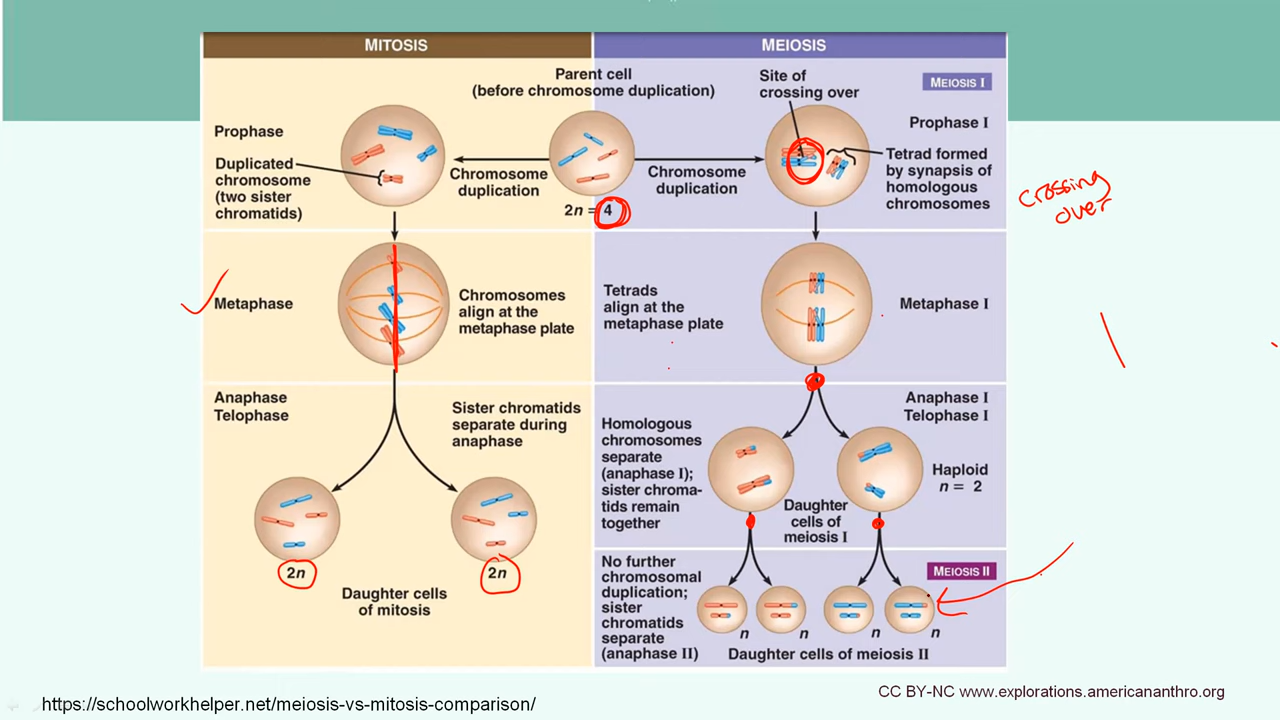 MITOSIS
MEIOSIS
Parent cell
(before chromosome duplication)
Site of
crossing over
MEIOSIS I
Prophase
Prophase I
Duplicated
chromosome
(two sister
chromatids)
Chromosome
duplication
Chromosome
duplication
Tetrad formed
by synapsis of
homologous
chromosomes
2n = 4
crossing
over
Metaphase
Chromosomes
align at the
metaphase plate
Tetrads
align at the
metaphase plate
Metaphase I
Anaphase
Telophase
Sister chromatids
separate during
anaphase
Homologous
chromosomes
separate
(anaphase I);
sister chroma-
tids remain
together
Anaphase I
Telophase I
Haploid
n = 2
Daughter
cells of
meiosis I
2n
2n
Daughter cells
of mitosis
No further
chromosomal
duplication;
sister
chromatids
separate
(anaphase II)
MEIOSIS II
n
n
n
n
Daughter cells of meiosis II
https://schoolworkhelper.net/meiosis-vs-mitosis-comparison/
CC BY-NC www.explorations.americananthro.org